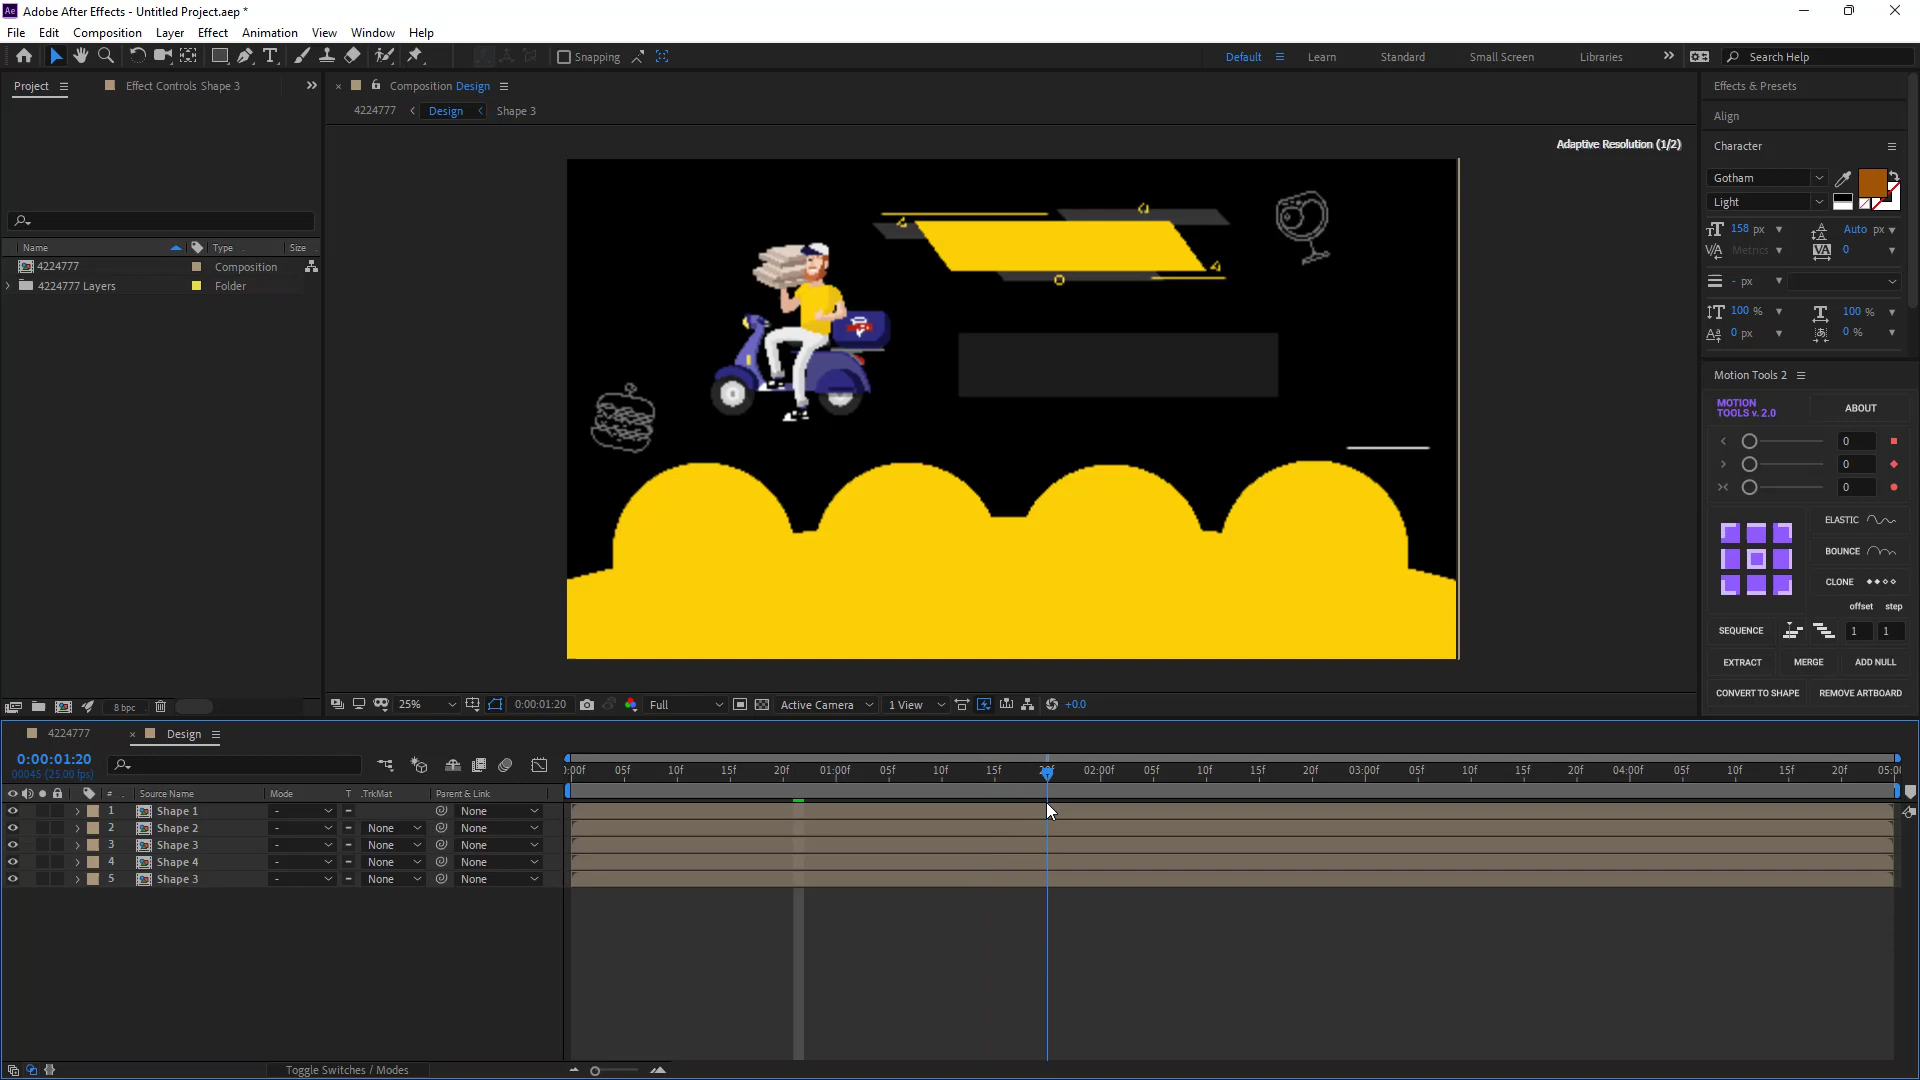 Adobe After Effects - Untitled Project.aep *
File Edit Composition Layer Effect Animation View Window Help
Snapping
Default Learn Standard Small Screen Libraries Search Help
Project Effect Controls Shape 3
Composition Design
4224777 Design Shape 3
Adaptive Resolution (1/2)
Name Type Size
4224777 Composition
4224777 Layers Folder
8 bpc
25% 0:00:01:20 Full Active Camera 1 View +0.0
Effects & Presets
Align
Character
Gotham
Light
158 px Auto px
Metrics 0
- px
100 % 100 %
0 px 0 %
Motion Tools 2
MOTION TOOLS v. 2.0 ABOUT
0
0
0
ELASTIC
BOUNCE
CLONE
offset step
SEQUENCE 1 1
EXTRACT MERGE ADD NULL
CONVERT TO SHAPE REMOVE ARTBOARD
4224777 Design
0:00:01:20
00045 (25.00 fps)
):00f 05f 10f 15f 20f 01:00f 05f 10f 15f 20f 02:00f 05f 10f 15f 20f 03:00f 05f 10f 15f 20f 04:00f 05f 10f 15f 20f 05:0(
# Source Name Mode T .TrkMat Parent & Link
1 Shape 1 - None
2 Shape 2 - None None
3 Shape 3 - None None
4 Shape 4 - None None
5 Shape 3 - None None
Toggle Switches / Modes